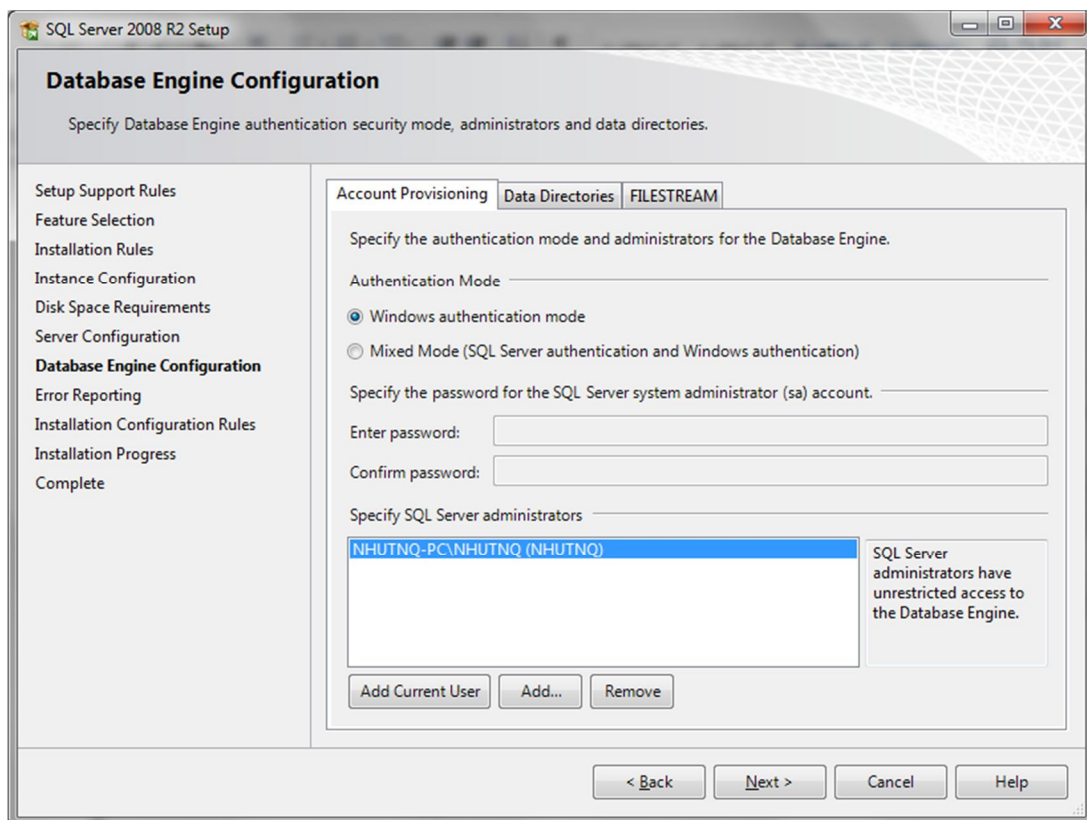 SQL Server 2008 R2 Setup
Database Engine Configuration
Specify Database Engine authentication security mode, administrators and data directories.
Setup Support Rules
Feature Selection
Installation Rules
Instance Configuration
Disk Space Requirements
Server Configuration
Database Engine Configuration
Error Reporting
Installation Configuration Rules
Installation Progress
Complete
Account Provisioning
Data Directories
FILESTREAM
Specify the authentication mode and administrators for the Database Engine.
Authentication Mode
Windows authentication mode
Mixed Mode (SQL Server authentication and Windows authentication)
Specify the password for the SQL Server system administrator (sa) account.
Enter password:
Confirm password:
Specify SQL Server administrators
NHUTNQ-PC\NHUTNQ (NHUTNQ)
SQL Server
administrators have
unrestricted access to
the Database Engine.
Add Current User
Add...
Remove
< Back
Next >
Cancel
Help